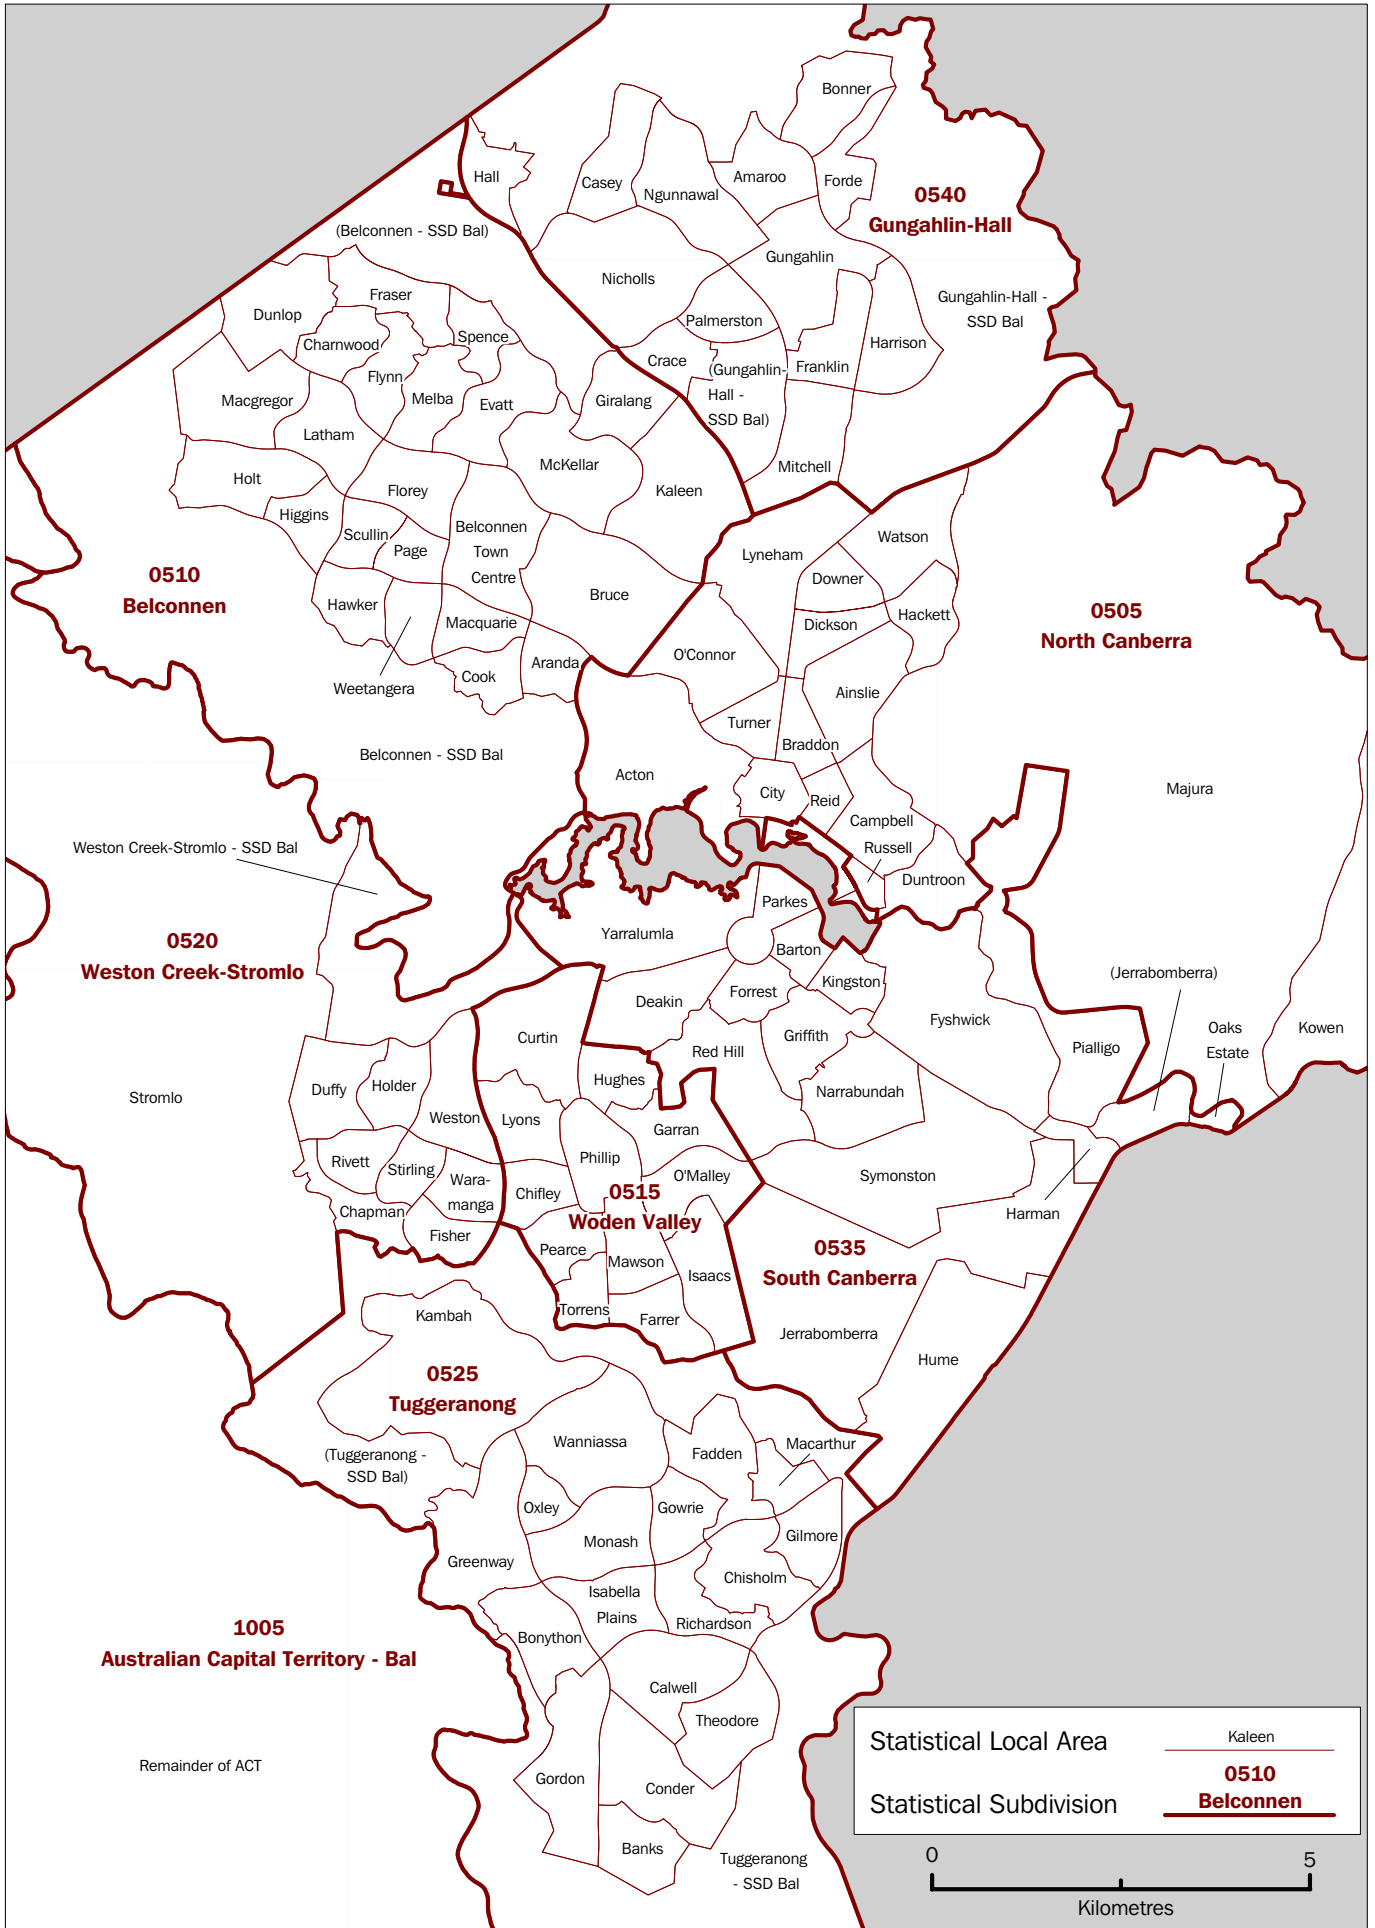 Bonner
Hall
Casey
Ngunnawal
Amaroo
Forde
0540
Gungahlin-Hall
(Belconnen - SSD Bal)
Nicholls
Gungahlin
Gungahlin-Hall -
SSD Bal
Dunlop
Fraser
Charnwood
Spence
Palmerston
Crace
(Gungahlin-
Hall -
SSD Bal)
Franklin
Harrison
Macgregor
Flynn
Melba
Evatt
Giralang
Latham
McKellar
Mitchell
Holt
Florey
Kaleen
Higgins
Scullin
Page
Belconnen
Town
Centre
Watson
Lyneham
Downer
0510
Belconnen
Hawker
Bruce
Macquarie
Dickson
Hackett
0505
North Canberra
Weetangera
Cook
Aranda
O'Connor
Ainslie
Turner
Braddon
Belconnen - SSD Bal
Acton
City
Reid
Majura
Campbell
Russell
Duntroon
Weston Creek-Stromlo - SSD Bal
0520
Weston Creek-Stromlo
Yarralumla
Parkes
Barton
Deakin
Forrest
Kingston
(Jerrabomberra)
Fyshwick
Oaks
Estate
Kowen
Curtin
Red Hill
Griffith
Pialligo
Stromlo
Duffy
Holder
Weston
Hughes
Narrabundah
Lyons
Garran
Rivett
Stirling
Wara-
manga
Phillip
O'Malley
Symonston
Chapman
Chifley
0515
Woden Valley
Harman
Fisher
Pearce
Mawson
Isaacs
0535
South Canberra
Torrens
Farrer
Kambah
Jerrabomberra
Hume
0525
Tuggeranong
(Tuggeranong -
SSD Bal)
Wanniassa
Fadden
Macarthur
Oxley
Gowrie
Monash
Gilmore
Greenway
Chisholm
Isabella
Plains
Richardson
Bonython
1005
Australian Capital Territory - Bal
Calwell
Theodore
Remainder of ACT
Gordon
Conder
Banks
Tuggeranong
- SSD Bal
Statistical Local Area
Kaleen
Statistical Subdivision
0510
Belconnen
0
5
Kilometres